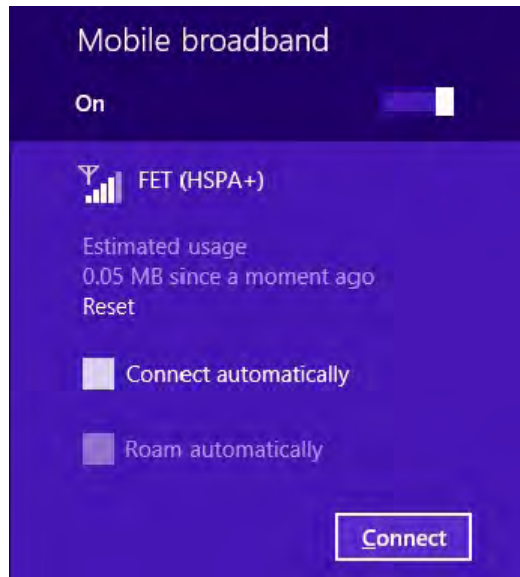 Mobile broadband
On
FET (HSPA+)
Estimated usage
0.05 MB since a moment ago
Reset
Connect automatically
Roam automatically
Connect